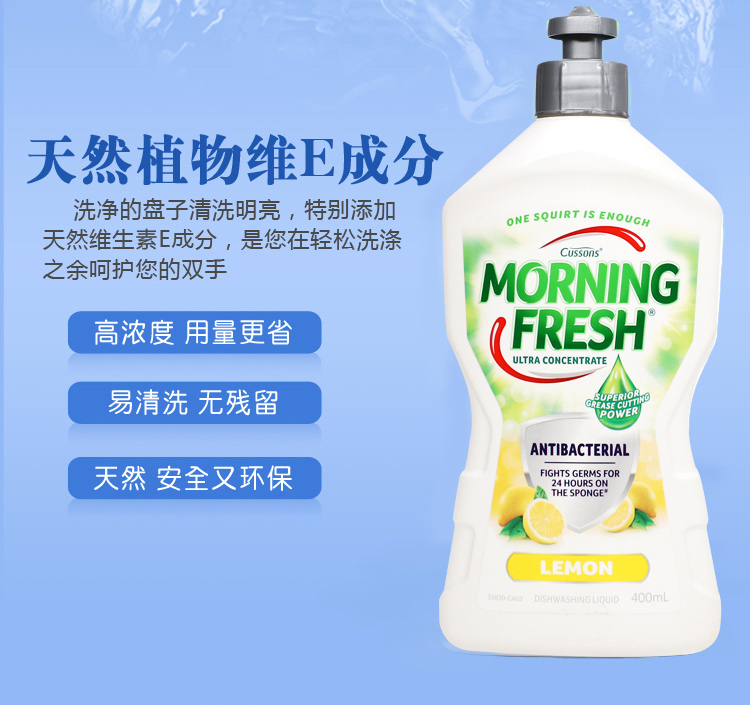 天然植物维E成分
洗净的盘子清洗明亮，特别添加
天然维生素E成分，是您在轻松洗涤
之余呵护您的双手
高浓度 用量更省
易清洗 无残留
天然 安全又环保
ONE SQUIRT IS ENOUGH
Cussons®
MORNING
FRESH®
ULTRA CONCENTRATE
SUPERIOR
GREASE CUTTING
POWER
ANTIBACTERIAL
FIGHTS GERMS FOR
24 HOURS ON
THE SPONGE*
LEMON
DISHWASHING LIQUID 400mL